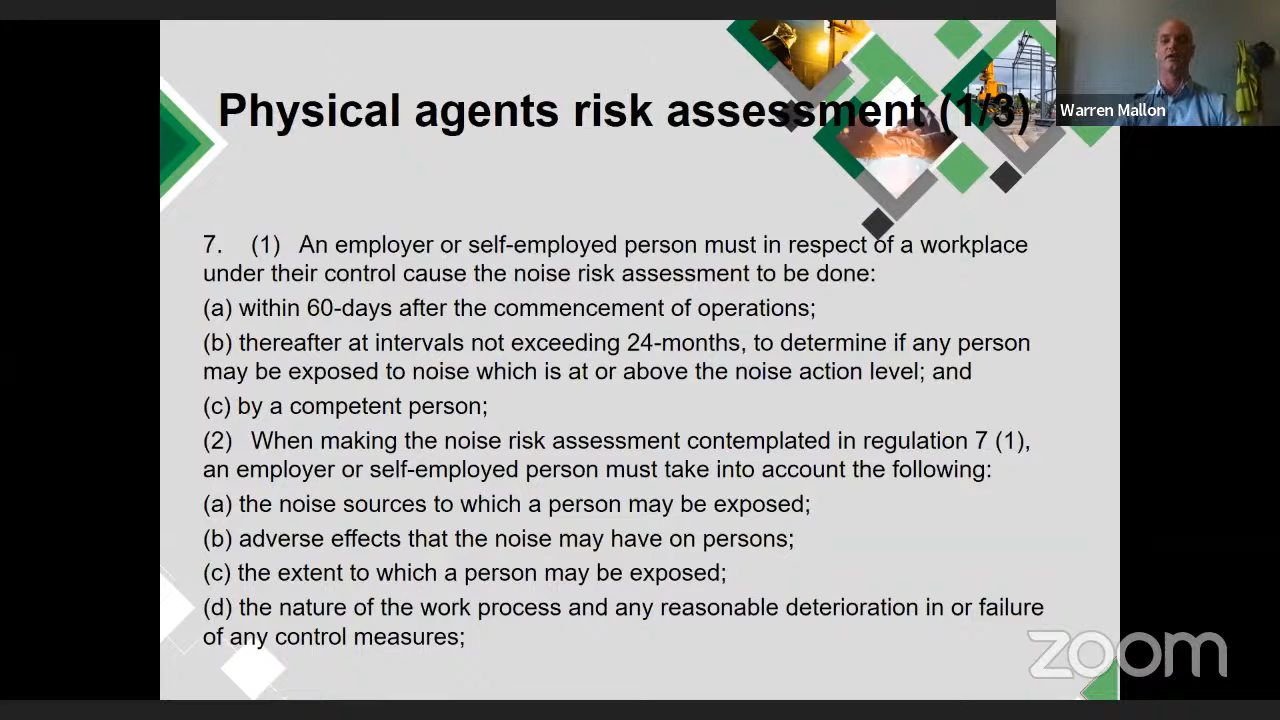 Physical agents risk assessment (1/3)
Warren Mallon
7. (1) An employer or self-employed person must in respect of a workplace
under their control cause the noise risk assessment to be done:
(a) within 60-days after the commencement of operations;
(b) thereafter at intervals not exceeding 24-months, to determine if any person
may be exposed to noise which is at or above the noise action level; and
(c) by a competent person;
(2) When making the noise risk assessment contemplated in regulation 7 (1),
an employer or self-employed person must take into account the following:
(a) the noise sources to which a person may be exposed;
(b) adverse effects that the noise may have on persons;
(c) the extent to which a person may be exposed;
(d) the nature of the work process and any reasonable deterioration in or failure
of any control measures;
zoom